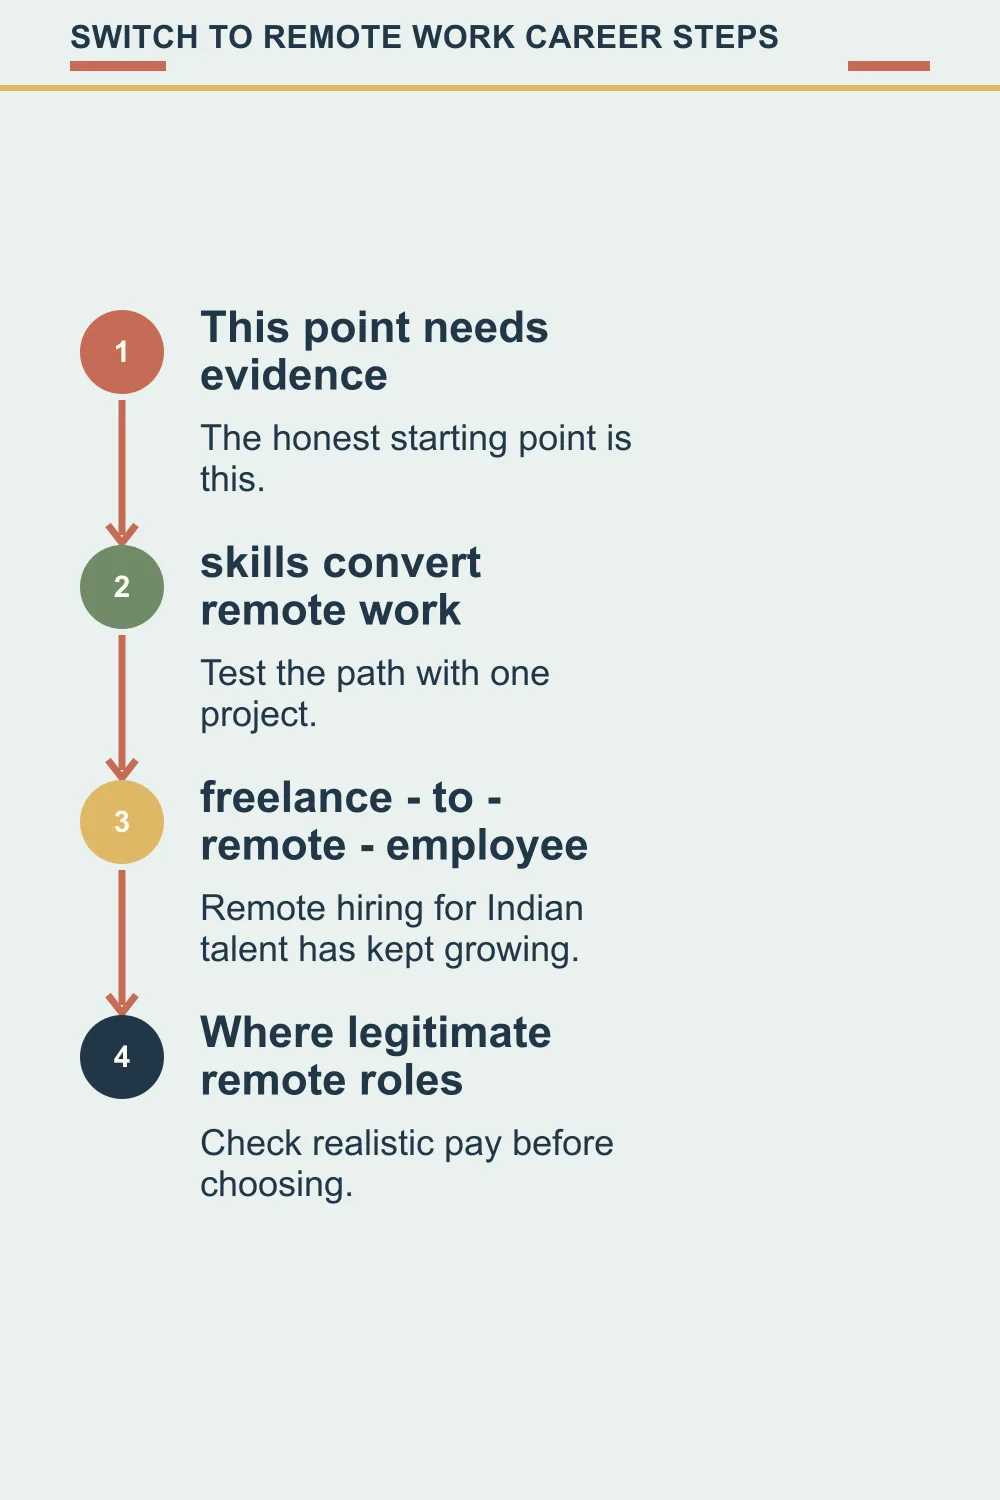 SWITCH TO REMOTE WORK CAREER STEPS
1
This point needs
evidence
The honest starting point is
this.
2
skills convert
remote work
Test the path with one
project.
3
freelance - to -
remote - employee
Remote hiring for Indian
talent has kept growing.
4
Where legitimate
remote roles
Check realistic pay before
choosing.